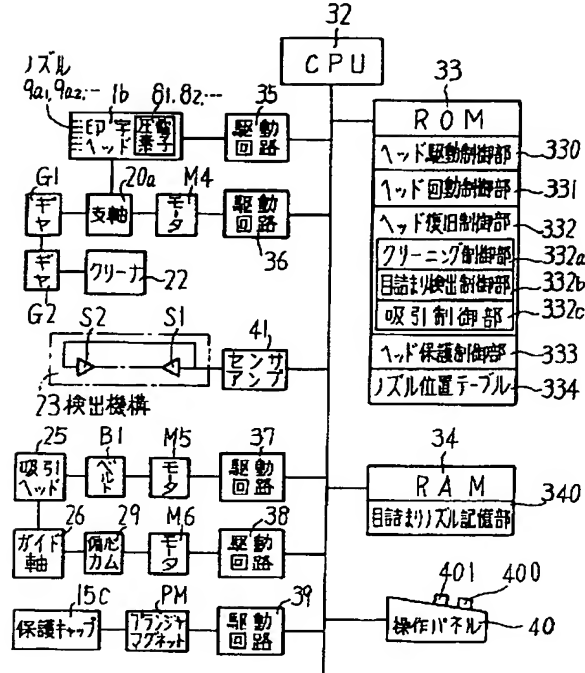 32
CPU
ノズル
9a1,9a2,…
1b
81,82,…
印字ヘッド
圧電素子
35
駆動回路
33
ROM
ヘッド駆動制御部
330
ヘッド回動制御部
331
ヘッド復旧制御部
332
クリーニング制御部
332a
目詰まり検出制御部
332b
吸引制御部
332c
ヘッド保護制御部
333
ノズル位置テーブル
334
G1
ギヤ
20a
支軸
M4
モータ
駆動回路
36
ギヤ
G2
クリーナ
22
S2
S1
41
センサアンプ
23検出機構
25
吸引ヘッド
B1
ベルト
M5
モータ
37
駆動回路
34
RAM
340
目詰まりノズル記憶部
26
ガイド軸
29
偏心カム
M6
モータ
38
駆動回路
15c
保護キャップ
PM
プランジャマグネット
39
駆動回路
401
400
操作パネル
40